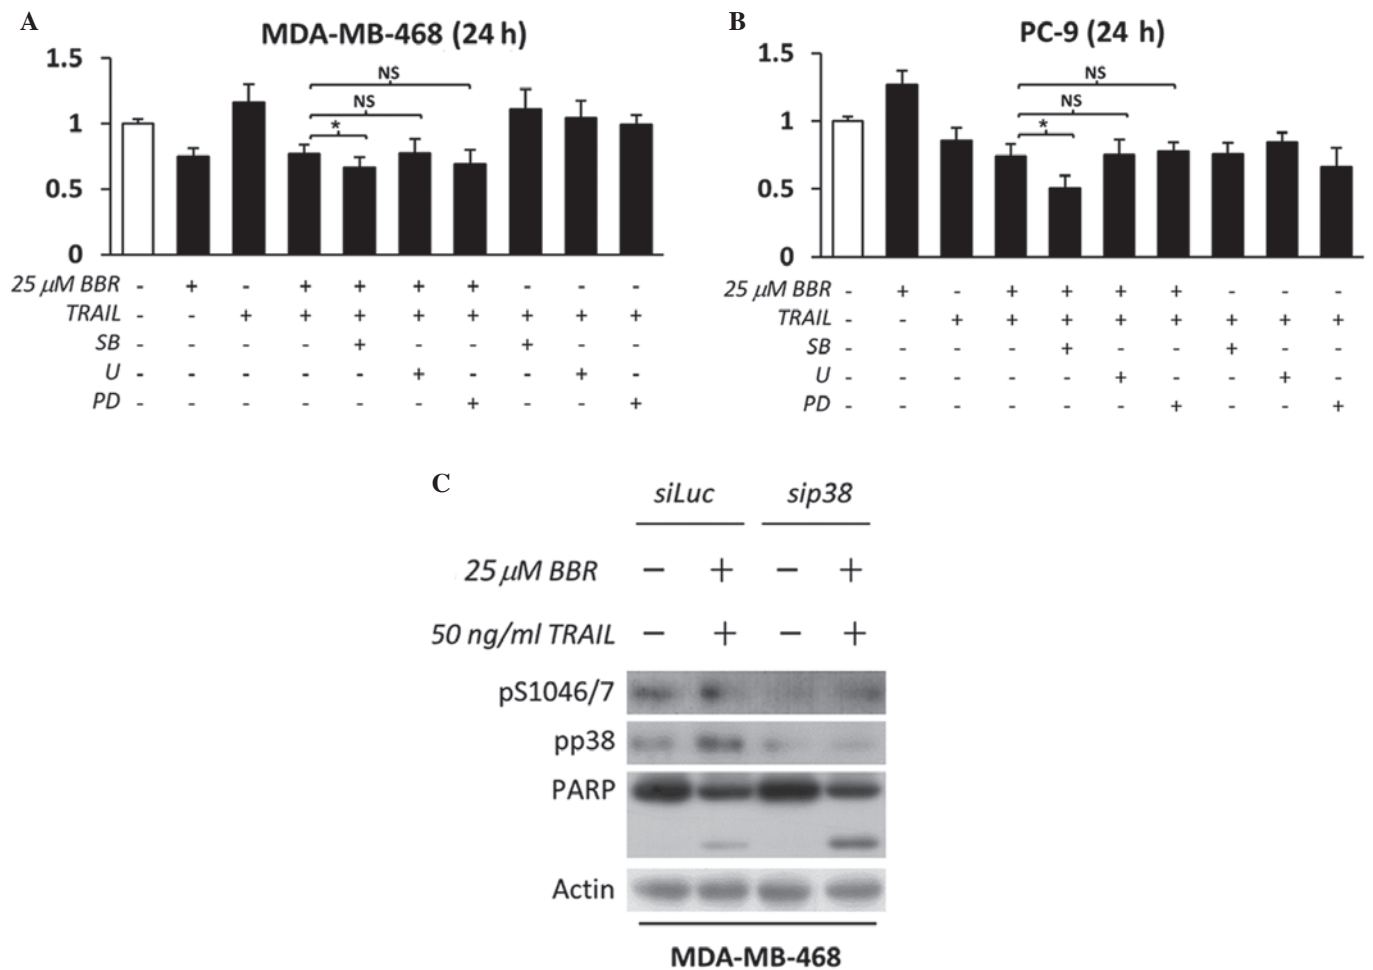 A
MDA-MB-468 (24 h)
1.5
1
0.5
0
NS
NS
*
25 μM BBR - + - + + + + - - -
TRAIL - - + + + + + + + +
SB - - - - + - - + - -
U - - - - - + - - + -
PD - - - - - - + - - +
B
PC-9 (24 h)
1.5
1
0.5
0
NS
NS
*
25 μM BBR - + - + + + + - - -
TRAIL - - + + + + + + + +
SB - - - - + - - + - -
U - - - - - + - - + -
PD - - - - - - + - - +
C
siLuc sip38
25 μM BBR - + - +
50 ng/ml TRAIL - + - +
pS1046/7
pp38
PARP
Actin
MDA-MB-468